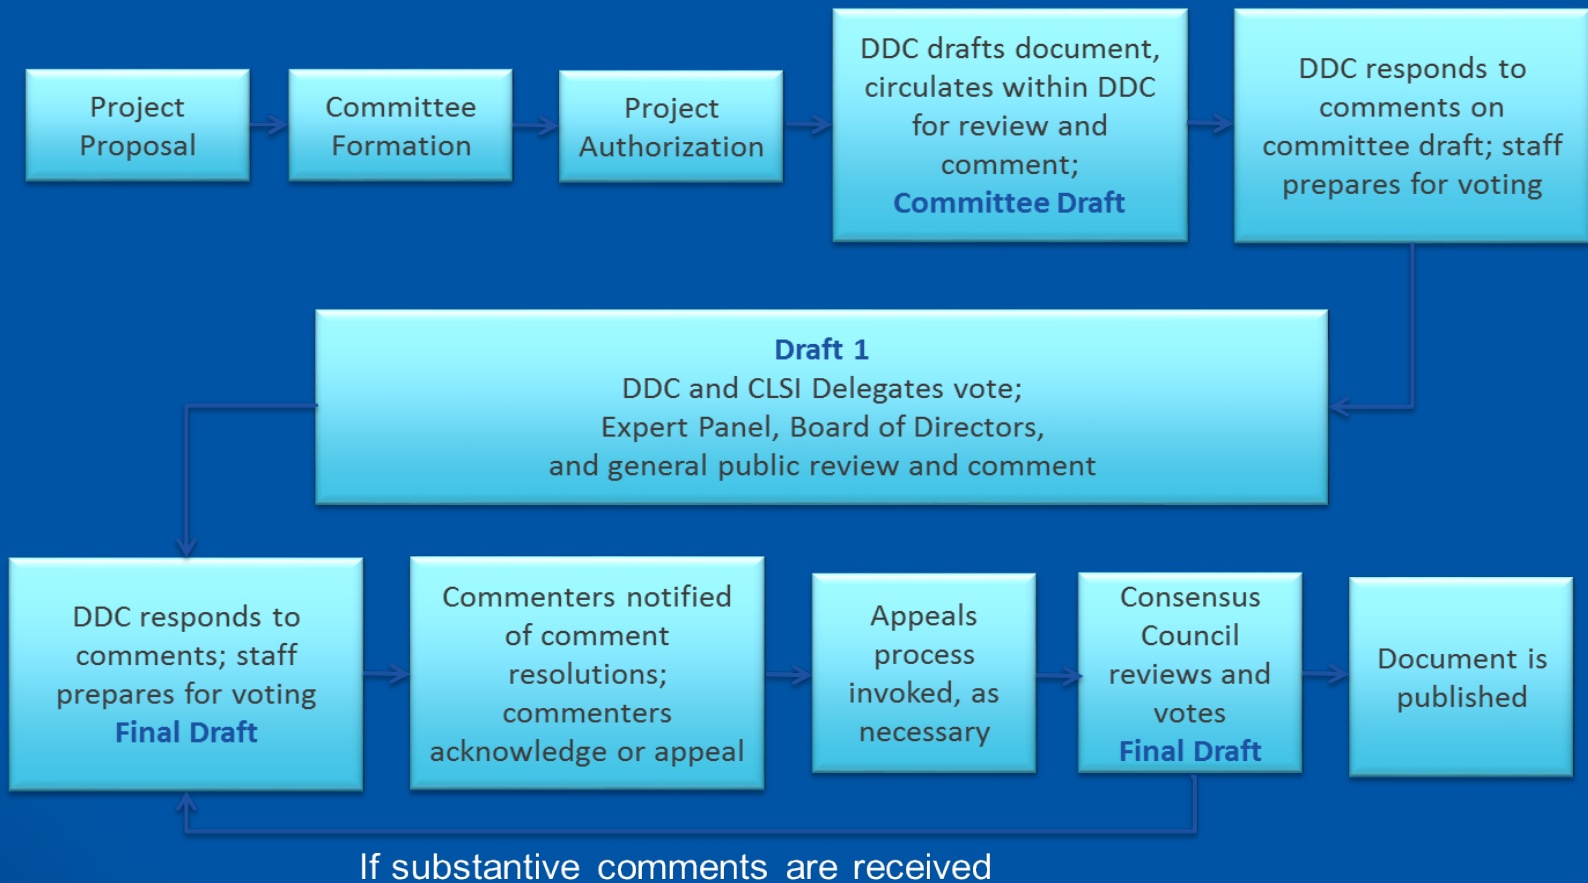 Project
Proposal
Committee
Formation
Project
Authorization
DDC drafts document,
circulates within DDC
for review and
comment;
Committee Draft
DDC responds to
comments on
committee draft; staff
prepares for voting
Draft 1
DDC and CLSI Delegates vote;
Expert Panel, Board of Directors,
and general public review and comment
DDC responds to
comments; staff
prepares for voting
Final Draft
Commenters notified
of comment
resolutions;
commenters
acknowledge or appeal
Appeals
process
invoked, as
necessary
Consensus
Council
reviews and
votes
Final Draft
Document is
published
If substantive comments are received